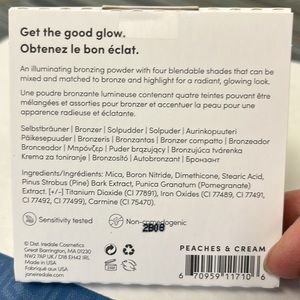 Get the good glow.
Obtenez le bon éclat.
An illuminating bronzing powder with four blendable shades that can be
mixed and matched to bronze and highlight for a radiant, glowing look.
Une poudre bronzante lumineuse contenant quatre teintes pouvant être
mélangées et assorties pour bronzer et accentuer la peau pour une
apparence radieuse et éclatante.
Selbstbräuner | Bronzer | Solpudder | Solpuder | Aurinkopuuteri
Päikesepuuder | Bronzeris | Bronzantas | Bronzer compatto | Bronzeador
Bronceador | Μπρόνζερ | Puder brązujący | Bronzující tvárenka
Krema za toniranje | Bronzosító | Autobronzant | Бронзант
Ingredients/Ingrédients: Mica, Boron Nitride, Dimethicone, Stearic Acid,
Pinus Strobus (Pine) Bark Extract, Punica Granatum (Pomegranate)
Extract. [+/-] Titanium Dioxide (CI 77891), Iron Oxides (CI 77489, CI 77491,
CI 77492, CI 77499), Carmine (CI 75470).
Sensitivity tested
Non-comedogenic
2B08
© Dist. iredale Cosmetics
Great Barrington, MA 01230
NW2 7AP UK / D18 EH42 IRL
Made in USA
Fabriqué aux USA
janeiredale.com
PEACHES & CREAM
6 70959 11710 6